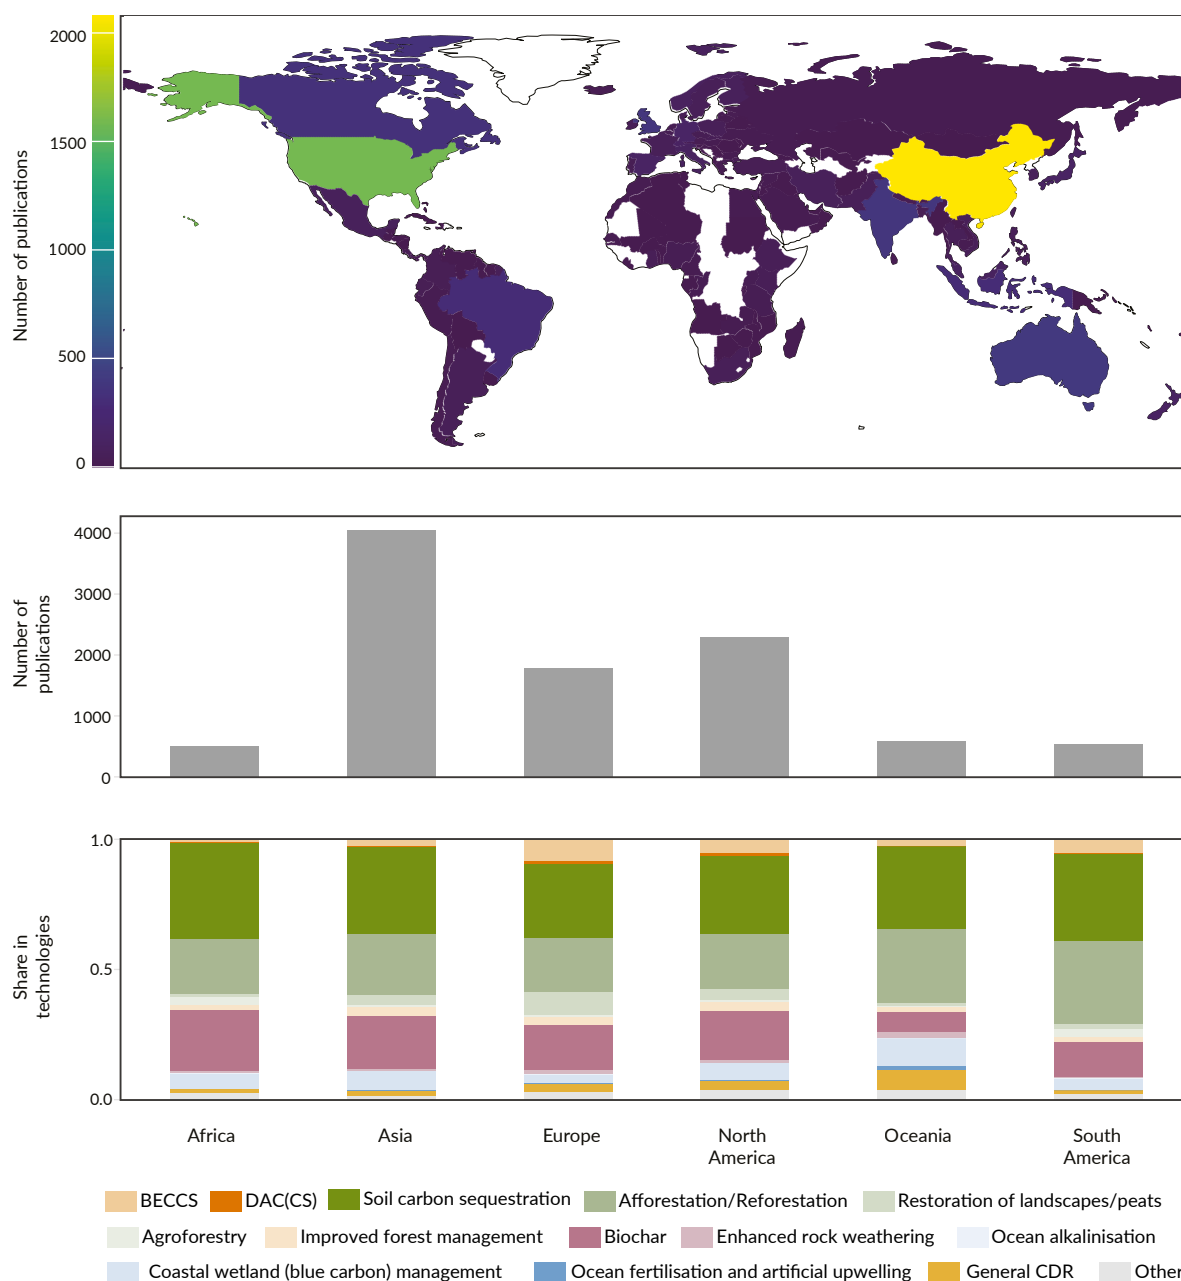 Number of publications
2000
1500
1000
500
0
Number of
publications
4000
3000
2000
1000
0
Share in
technologies
1.0
0.5
0.0
Africa
Asia
Europe
North
America
Oceania
South
America
BECCS DAC(CS) Soil carbon sequestration Afforestation/Reforestation Restoration of landscapes/peats
Agroforestry Improved forest management Biochar Enhanced rock weathering Ocean alkalinisation
Coastal wetland (blue carbon) management Ocean fertilisation and artificial upwelling General CDR Other